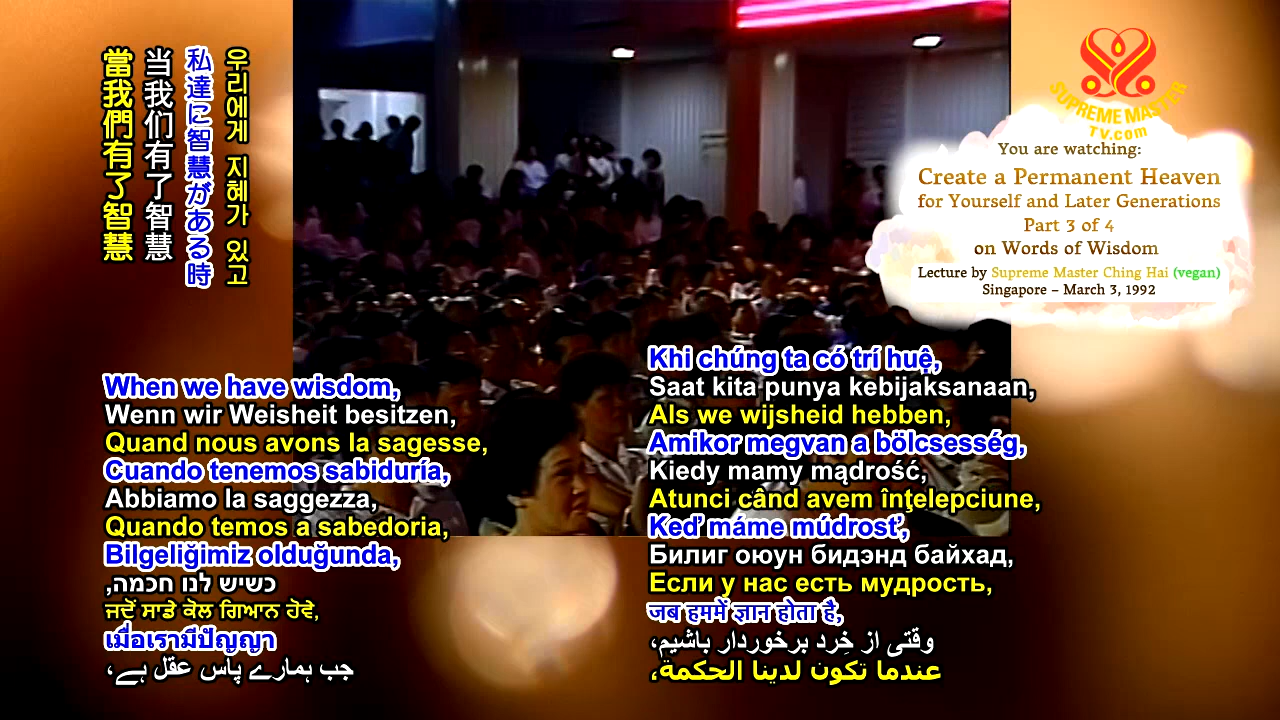 우리에게 지혜가 있고
私達に智慧がある時
当我们有了智慧
當我們有了智慧
SUPREME MASTER
TV.com
You are watching:
Create a Permanent Heaven
for Yourself and Later Generations
Part 3 of 4
on Words of Wisdom
Lecture by Supreme Master Ching Hai (vegan)
Singapore – March 3, 1992
When we have wisdom,
Wenn wir Weisheit besitzen,
Quand nous avons la sagesse,
Cuando tenemos sabiduría,
Abbiamo la saggezza,
Quando temos a sabedoria,
Bilgeliğimiz olduğunda,
כשיש לנו חכמה,
ਜਦੋਂ ਸਾਡੇ ਕੋਲ ਗਿਆਨ ਹੋਵੇ,
เมื่อเรามีปัญญา
جب ہمارے پاس عقل ہے،
Khi chúng ta có trí huệ,
Saat kita punya kebijaksanaan,
Als we wijsheid hebben,
Amikor megvan a bölcsesség,
Kiedy mamy mądrość,
Atunci când avem înţelepciune,
Keď máme múdrosť,
Билиг оюун бидэнд байхад,
Если у нас есть мудрость,
जब हममें ज्ञान होता है,
وقتی از خِرد برخوردار باشیم،
عندما تكون لدينا الحكمة،